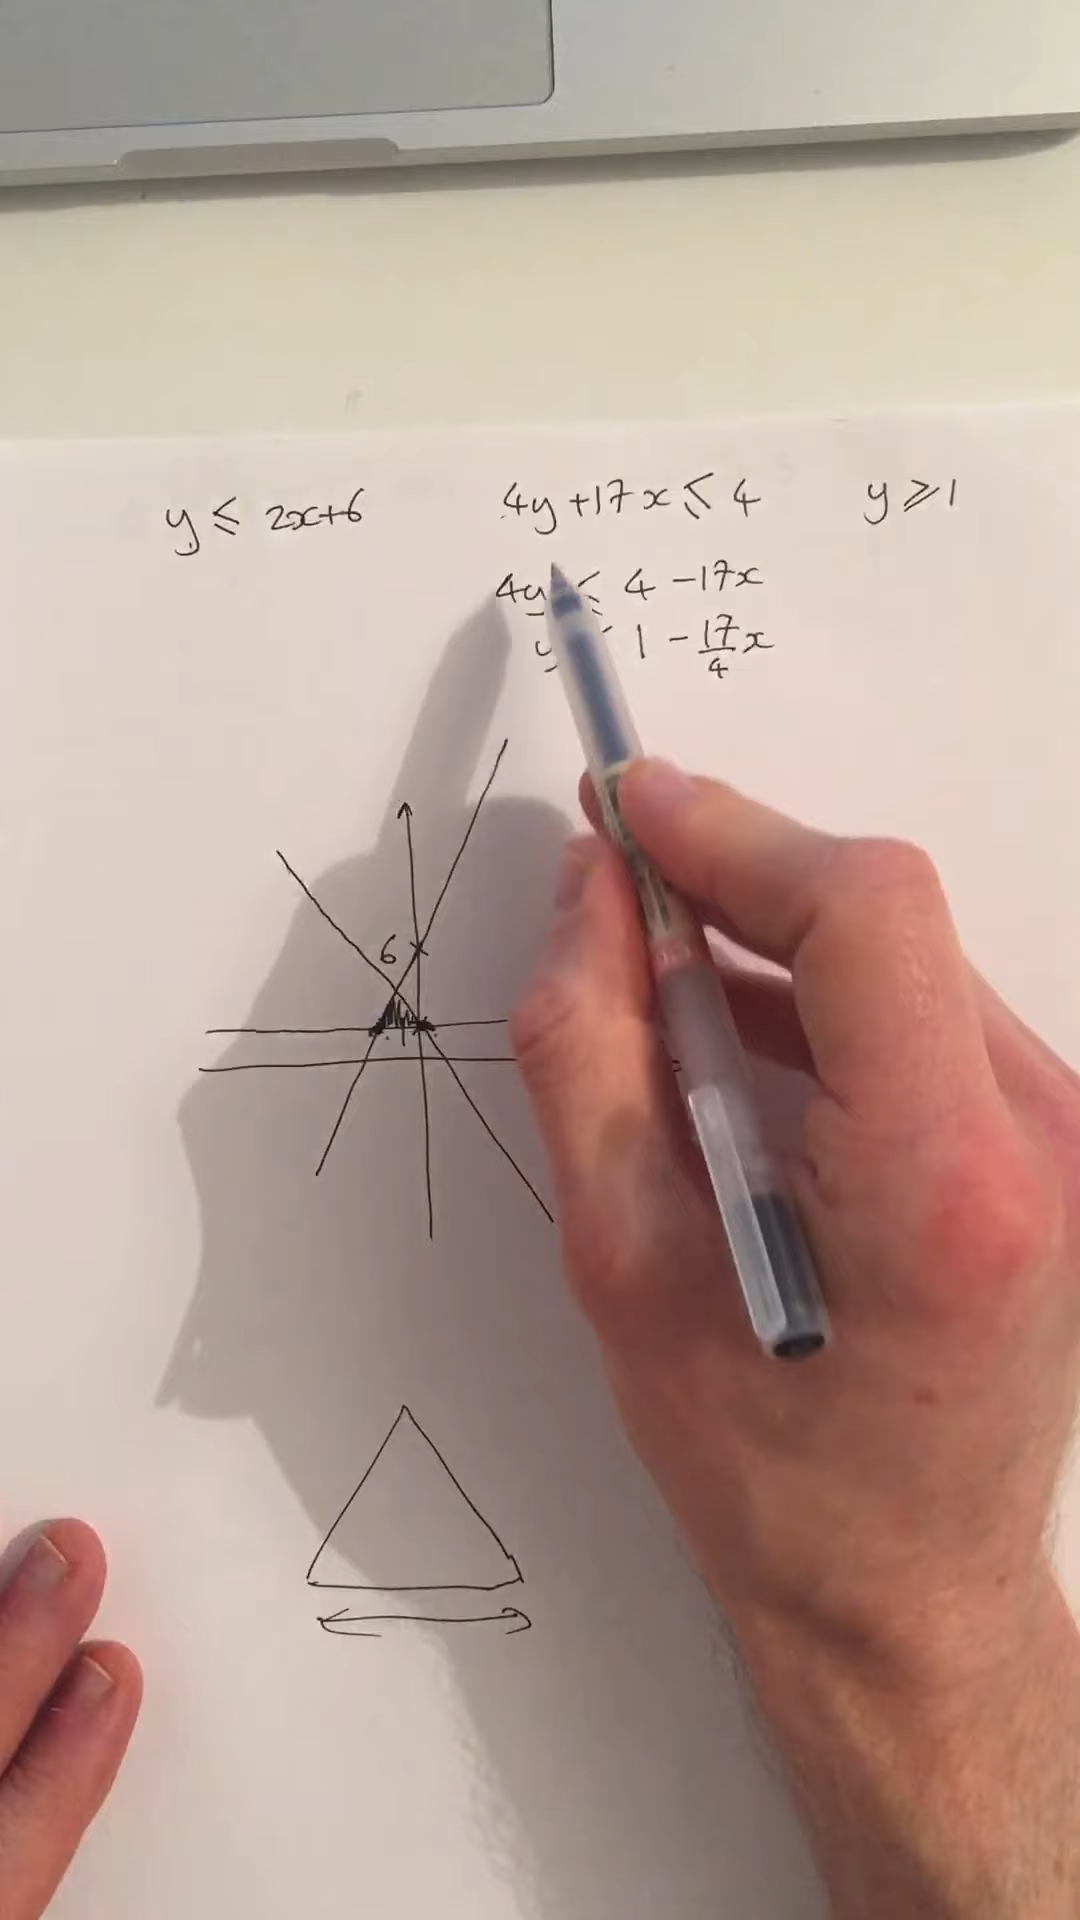 y ≤ 2x+6 4y+17x ≤ 4 y ≥ 1
4y ≤ 4 -17x
y 1 - 17/4 x
6